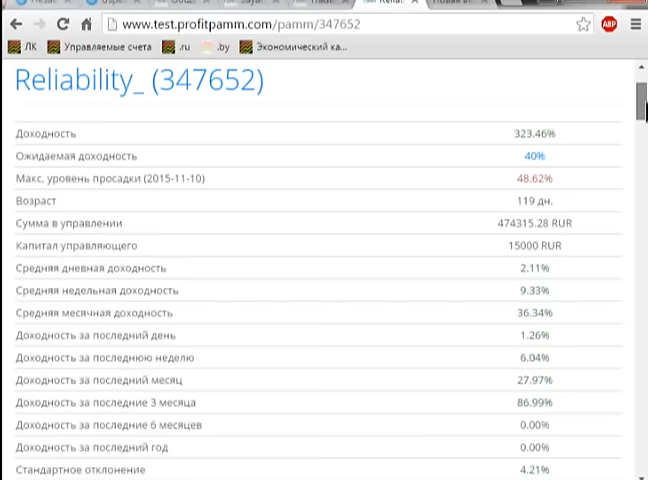 www.test.profitpamm.com/pamm/347652
ABP
ЛК Управляемые счета .ru .by Экономический ка...
Reliability_ (347652)
Доходность 323.46%
Ожидаемая доходность 40%
Макс. уровень просадки (2015-11-10) 48.62%
Возраст 119 дн.
Сумма в управлении 474315.28 RUR
Капитал управляющего 15000 RUR
Средняя дневная доходность 2.11%
Средняя недельная доходность 9.33%
Средняя месячная доходность 36.34%
Доходность за последний день 1.26%
Доходность за последнюю неделю 6.04%
Доходность за последний месяц 27.97%
Доходность за последние 3 месяца 86.99%
Доходность за последние 6 месяцев 0.00%
Доходность за последний год 0.00%
Стандартное отклонение 4.21%